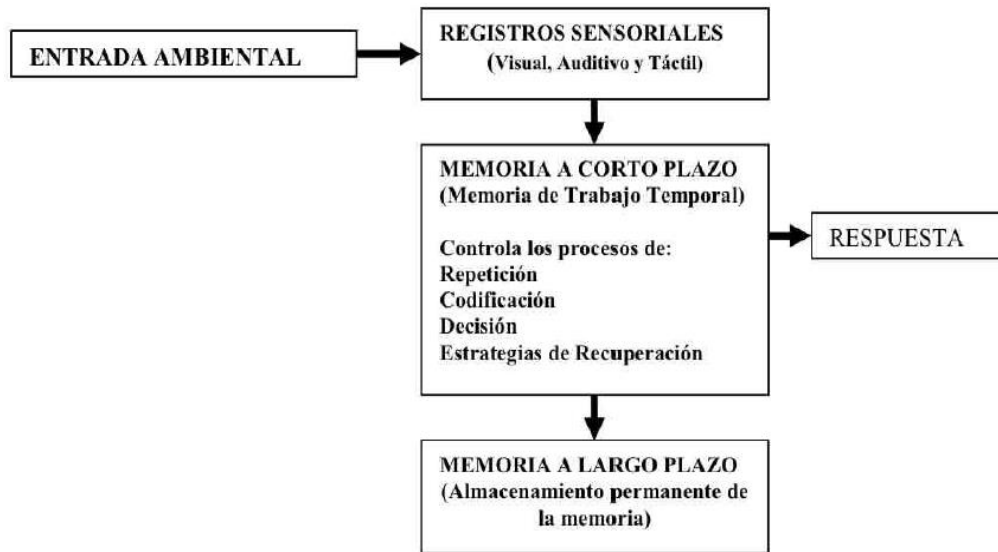 ENTRADA AMBIENTAL
REGISTROS SENSORIALES
(Visual, Auditivo y Táctil)
MEMORIA A CORTO PLAZO
(Memoria de Trabajo Temporal)
Controla los procesos de:
Repetición
Codificación
Decisión
Estrategias de Recuperación
RESPUESTA
MEMORIA A LARGO PLAZO
(Almacenamiento permanente de
la memoria)